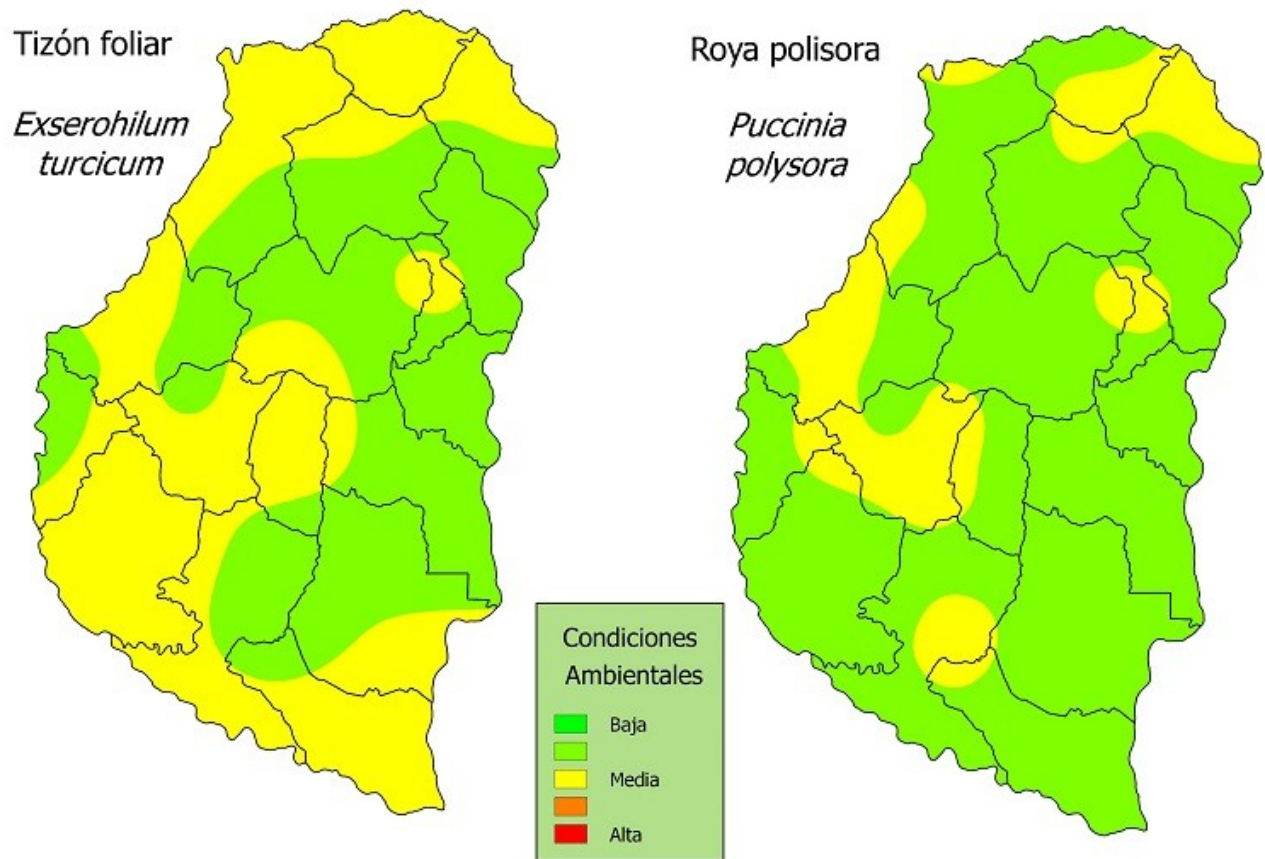 Tizón foliar
Exserohilum
turcicum
Roya polisora
Puccinia
polysora
Condiciones
Ambientales
Baja
Media
Alta